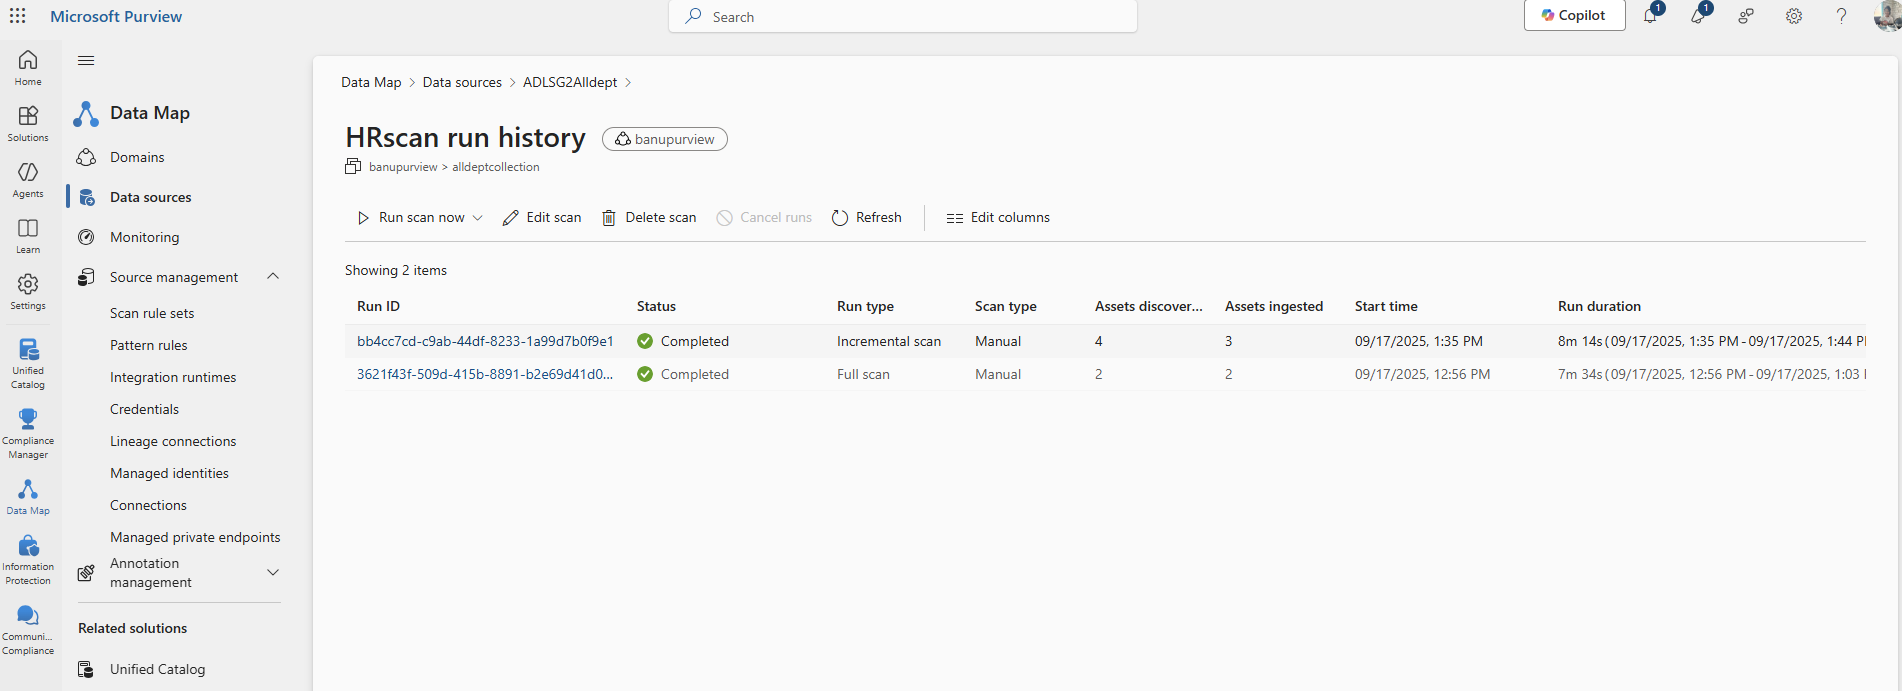 Microsoft Purview
Search
Copilot
1
1
Home
Solutions
Agents
Learn
Settings
Unified
Catalog
Compliance
Manager
Data Map
Information
Protection
Communi...
Compliance
Data Map
Domains
Data sources
Monitoring
Source management
Scan rule sets
Pattern rules
Integration runtimes
Credentials
Lineage connections
Managed identities
Connections
Managed private endpoints
Annotation
management
Related solutions
Unified Catalog
Data Map > Data sources > ADLSG2Alldept >
HRscan run history banupurview
banupurview > alldeptcollection
Run scan now Edit scan Delete scan Cancel runs Refresh Edit columns
Showing 2 items
Run ID Status Run type Scan type Assets discover... Assets ingested Start time Run duration
bb4cc7cd-c9ab-44df-8233-1a99d7b0f9e1 Completed Incremental scan Manual 4 3 09/17/2025, 1:35 PM 8m 14s (09/17/2025, 1:35 PM - 09/17/2025, 1:44 P
3621f43f-509d-415b-8891-b2e69d41d0... Completed Full scan Manual 2 2 09/17/2025, 12:56 PM 7m 34s (09/17/2025, 12:56 PM - 09/17/2025, 1:03